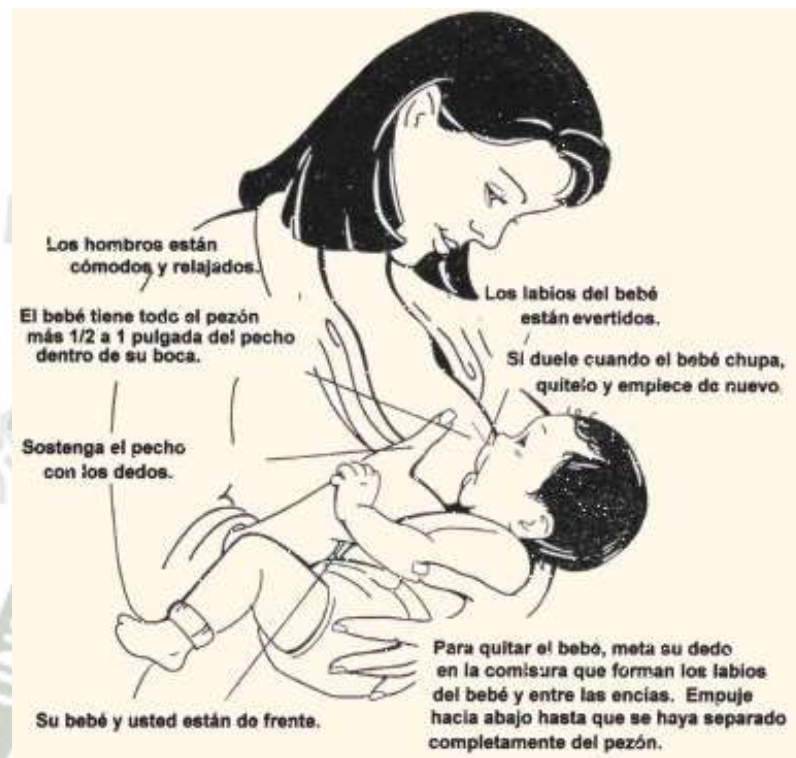 Los hombros están
cómodos y relajados.
El bebé tiene todo el pezón
más 1/2 a 1 pulgada del pecho
dentro de su boca.
Los labios del bebé
están evertidos.
Si duele cuando el bebé chupa,
quítelo y empiece de nuevo.
Sostenga el pecho
con los dedos.
Su bebé y usted están de frente.
Para quitar el bebé, meta su dedo
en la comisura que forman los labios
del bebé y entre las encías. Empuje
hacia abajo hasta que se haya separado
completamente del pezón.